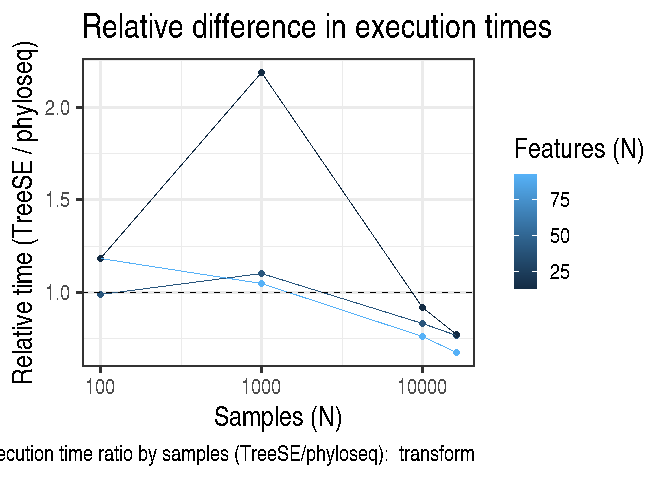 Relative difference in execution times
Relative time (TreeSE / phyloseq)
2.0
1.5
1.0
100
1000
10000
Samples (N)
Features (N)
75
50
25
ecution time ratio by samples (TreeSE/phyloseq):  transform